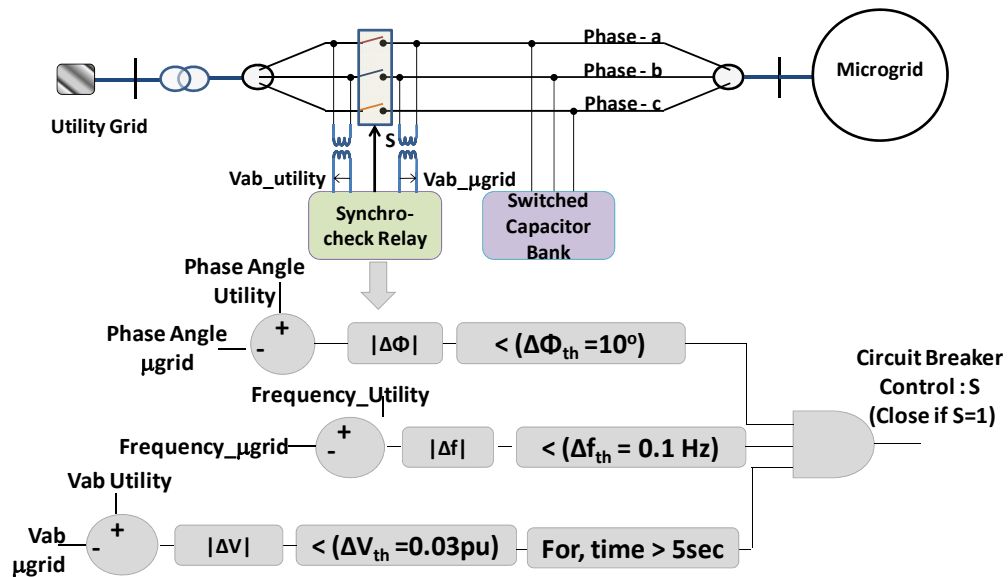 Phase - a
Phase - b
Phase - c
Microgrid
Utility Grid
S
Vab_utility
Vab_μgrid
Synchro-
check Relay
Switched
Capacitor
Bank
Phase Angle
Utility
+
-
Phase Angle
μgrid
|ΔΦ|
< (ΔΦth =10º)
Circuit Breaker
Control : S
(Close if S=1)
Frequency_Utility
+
-
Frequency_μgrid
|Δf|
< (Δfth = 0.1 Hz)
Vab Utility
+
-
Vab
μgrid
|ΔV|
< (ΔVth =0.03pu)
For, time > 5sec